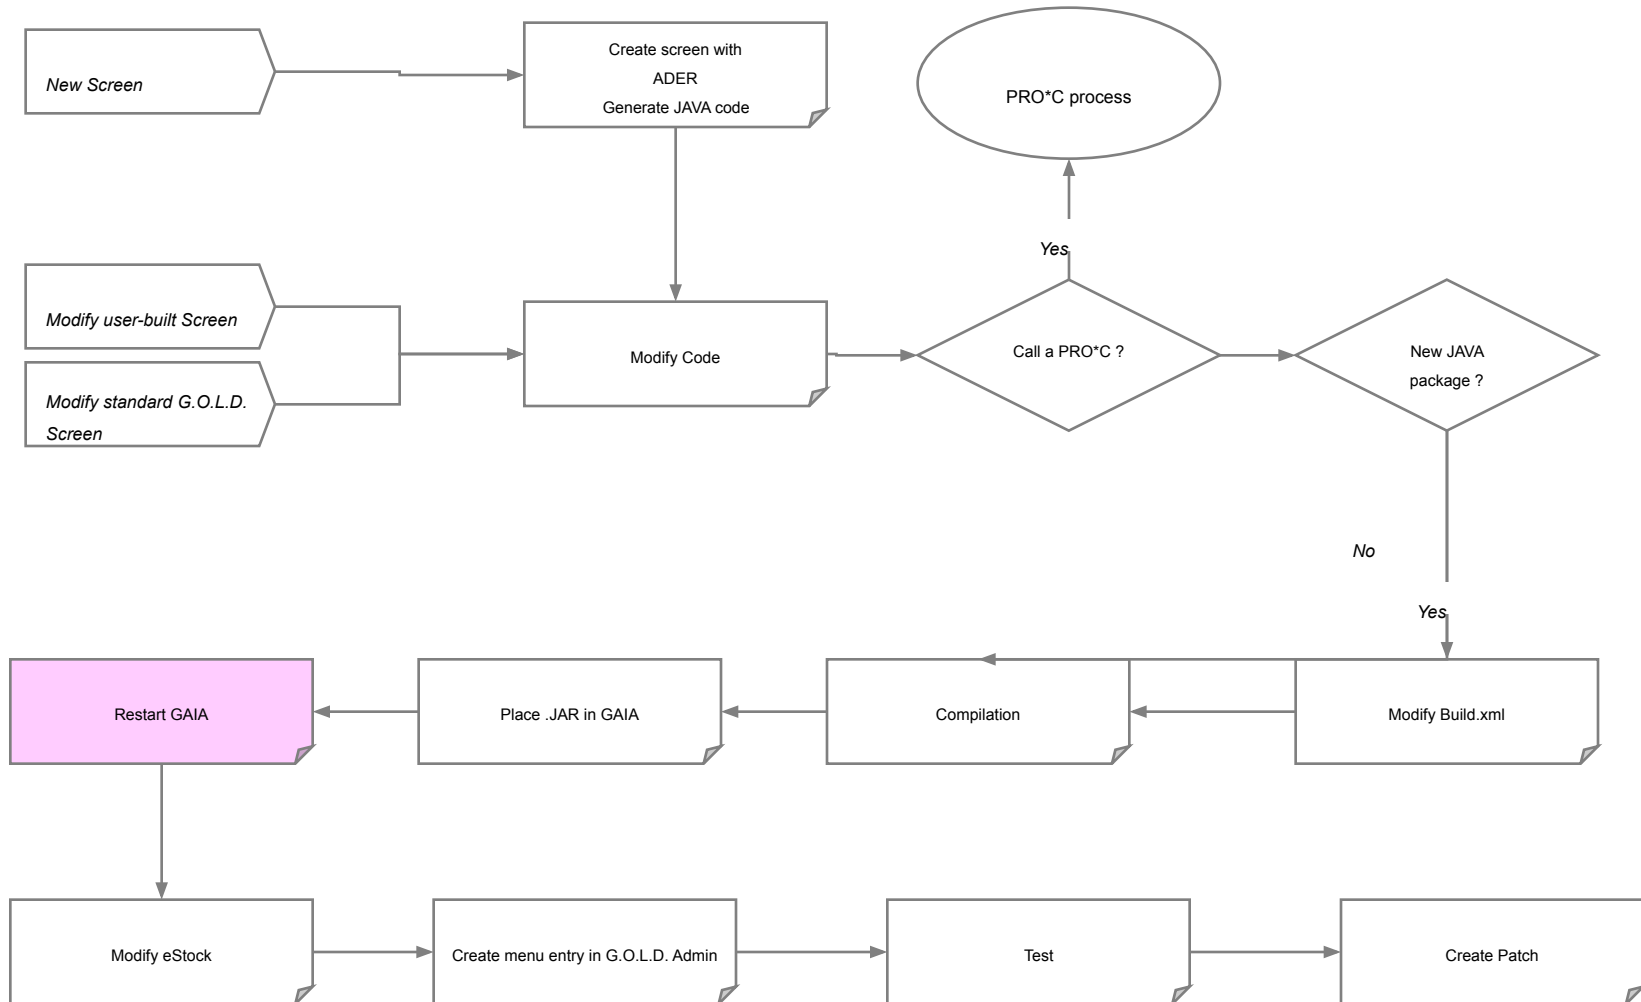 New Screen
Create screen with
ADER
Generate JAVA code
PRO*C process
Yes
Modify user-built Screen
Modify standard G.O.L.D.
Screen
Modify Code
Call a PRO*C ?
New JAVA
package ?
No
Yes
Restart GAIA
Place .JAR in GAIA
Compilation
Modify Build.xml
Modify eStock
Create menu entry in G.O.L.D. Admin
Test
Create Patch